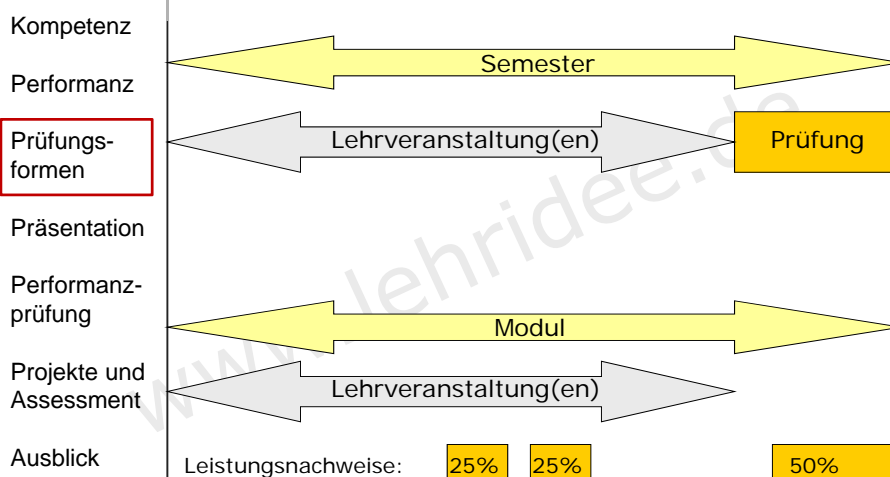 Kompetenz
Performanz
Prüfungs-
formen
Präsentation
Performanz-
prüfung
Projekte und
Assessment
Ausblick
Semester
Lehrveranstaltung(en)
Prüfung
Modul
Lehrveranstaltung(en)
Leistungsnachweise:
25%
25%
50%
www.lehridee.de